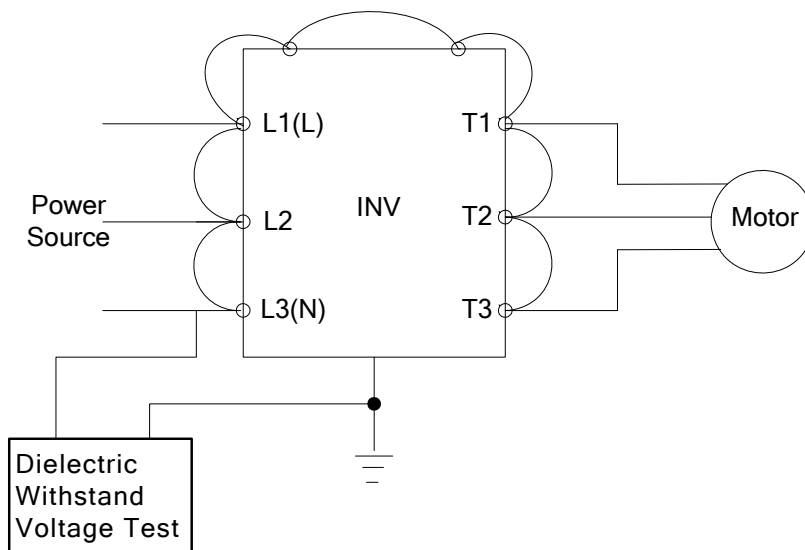 L1(L)
T1
Power
Source
L2
INV
T2
Motor
L3(N)
T3
Dielectric
Withstand
Voltage Test